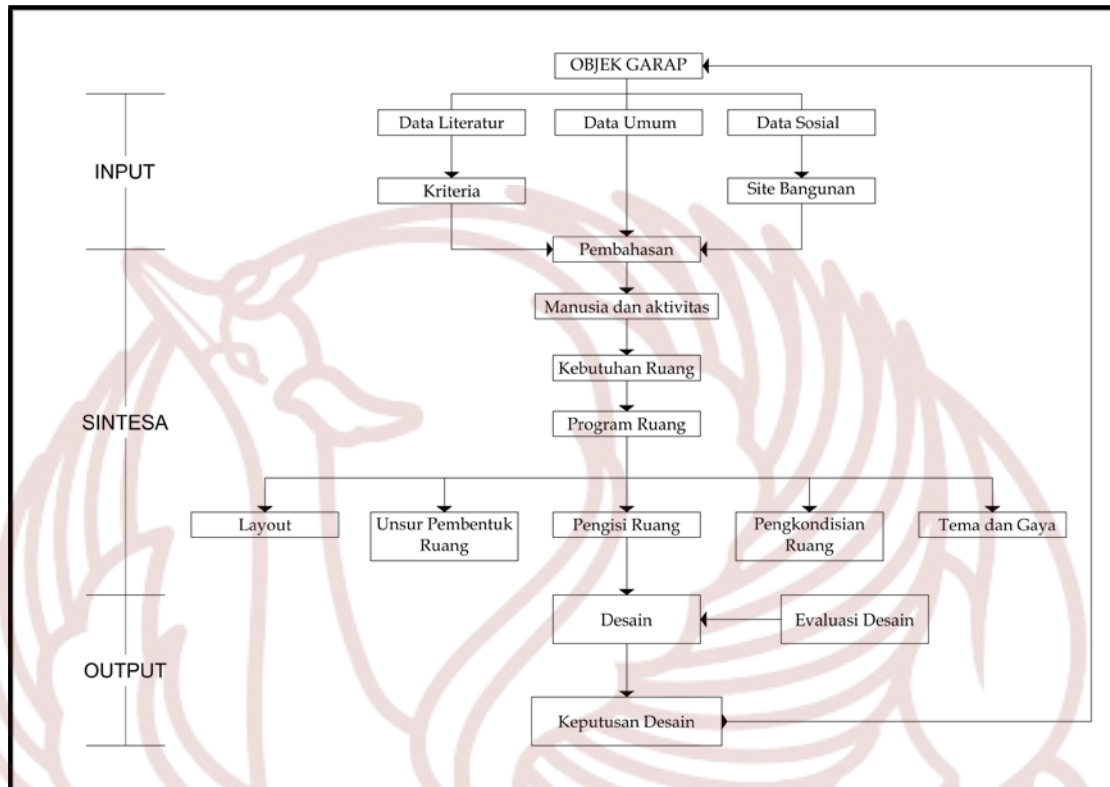 OBJEK GARAP
Data Literatur
Data Umum
Data Sosial
INPUT
Kriteria
Site Bangunan
Pembahasan
Manusia dan aktivitas
Kebutuhan Ruang
SINTESA
Program Ruang
Layout
Unsur Pembentuk
Ruang
Pengisi Ruang
Pengkondisian
Ruang
Tema dan Gaya
Desain
Evaluasi Desain
OUTPUT
Keputusan Desain